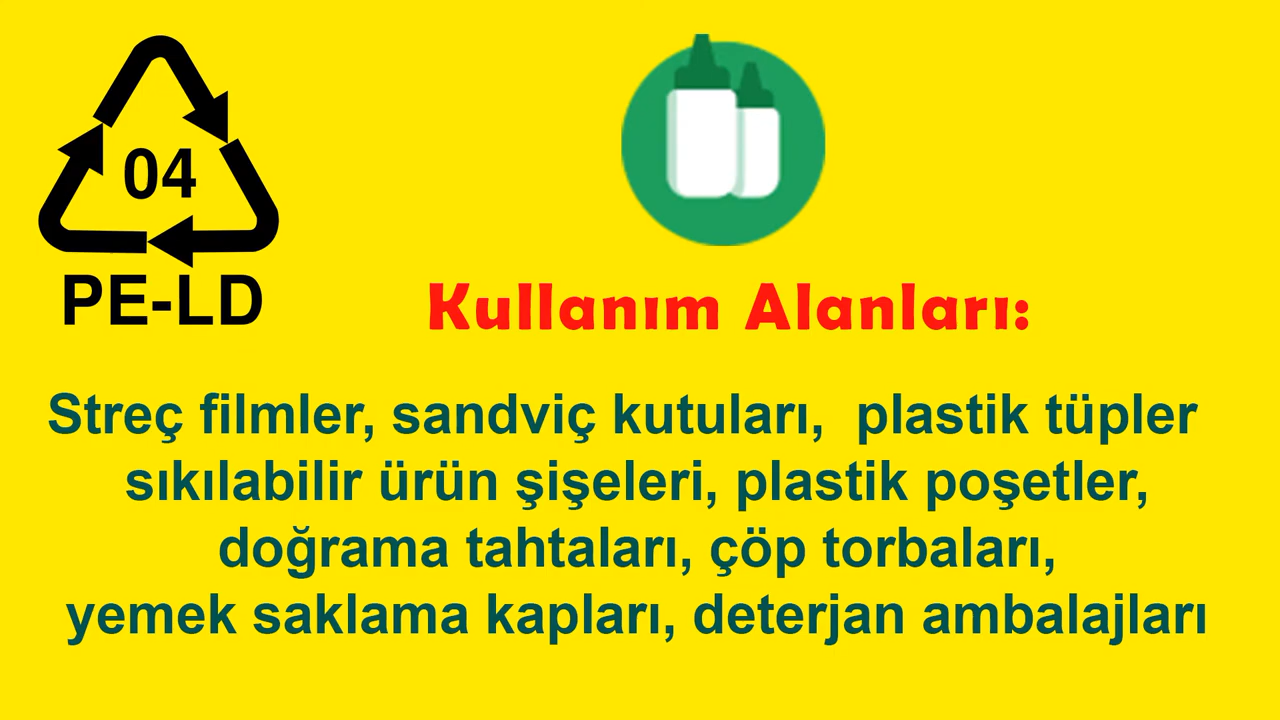 04
PE-LD
Kullanım Alanları:
Streç filmler, sandviç kutuları,  plastik tüpler
sıkılabilir ürün şişeleri, plastik poşetler,
doğrama tahtaları, çöp torbaları,
yemek saklama kapları, deterjan ambalajları